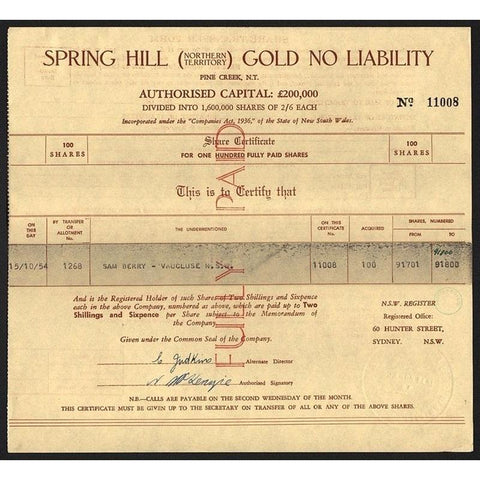 SPRING HILL (NORTHERN TERRITORY) GOLD NO LIABILITY
PINE CREEK, N.T.
AUTHORISED CAPITAL: £200,000
DIVIDED INTO 1,600,000 SHARES OF 2/6 EACH
No 11008
Incorporated under the "Companies Act, 1936," of the State of New South Wales.
100 SHARES
Share Certificate
100 SHARES
FOR ONE HUNDRED FULLY PAID SHARES
This is to Certify that
FULLY PAID
ON THIS DAY
BY TRANSFER OR ALLOTMENT No.
THE UNDERMENTIONED
ON THIS CERTIFICATE No.
ACQUIRED
SHARES, NUMBERED
FROM TO
91800
15/10/54 1268 SAM BERRY - VAUCLUSE N.S.W. 11008 100 91701 91800
And is the Registered Holder of such Shares of Two Shillings and Sixpence
each in the above Company, numbered as above, which are paid up to Two
Shillings and Sixpence per Share subject to the Memorandum of
the Company.
Given under the Common Seal of the Company.
N.S.W. REGISTER
Registered Office:
60 HUNTER STREET,
SYDNEY. N.S.W.
Alternate Director
McKenzie Authorised Signatory
N.B.—CALLS ARE PAYABLE ON THE SECOND WEDNESDAY OF THE MONTH.
THIS CERTIFICATE MUST BE GIVEN UP TO THE SECRETARY ON TRANSFER OF ALL OR ANY OF THE ABOVE SHARES.